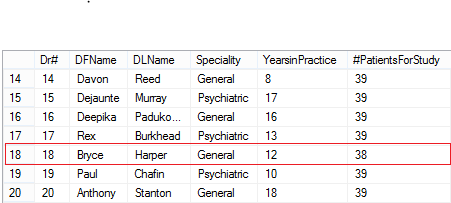 Dr# DFName DLName Speciality YearsinPractice #PatientsForStudy
14 14 Davon Reed General 8 39
15 15 Dejaunte Murray Psychiatric 17 39
16 16 Deepika Paduko... General 16 39
17 17 Rex Burkhead Psychiatric 13 39
18 18 Bryce Harper General 12 38
19 19 Paul Chafin Psychiatric 10 39
20 20 Anthony Stanton General 18 39